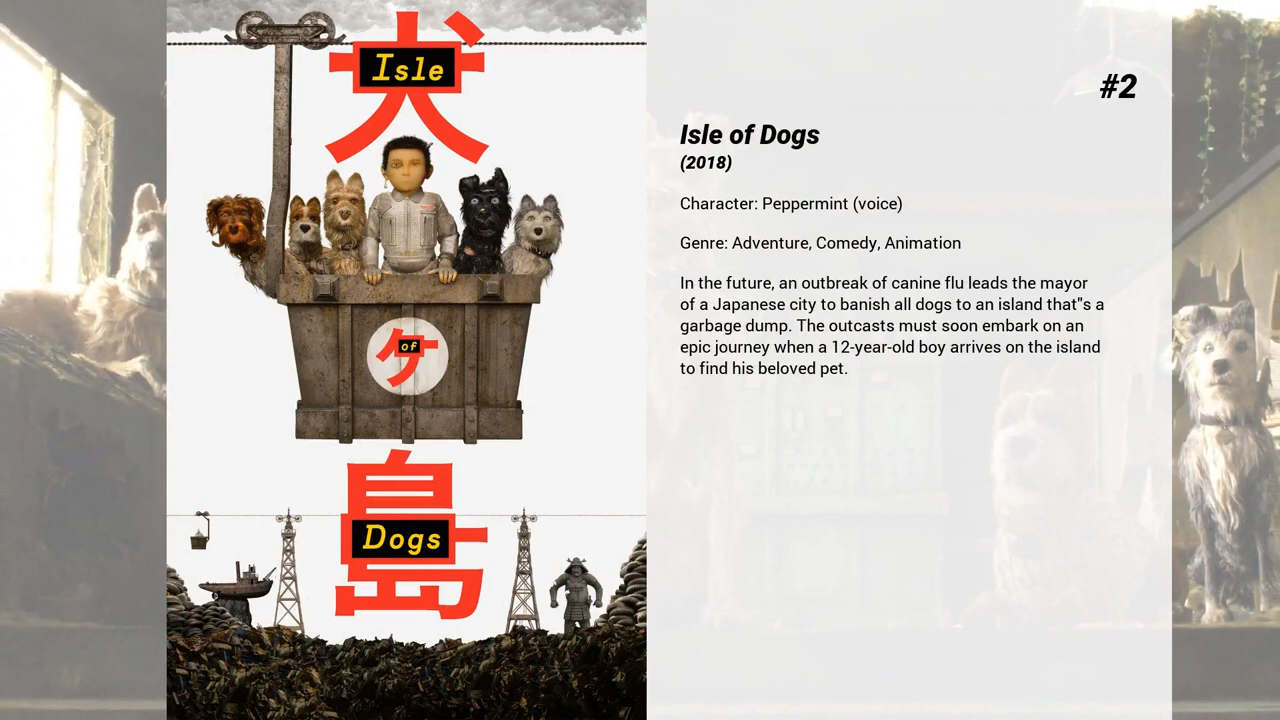 犬
Isle
ケ
of
島
Dogs
#2
Isle of Dogs
(2018)
Character: Peppermint (voice)
Genre: Adventure, Comedy, Animation
In the future, an outbreak of canine flu leads the mayor
of a Japanese city to banish all dogs to an island that"s a
garbage dump. The outcasts must soon embark on an
epic journey when a 12-year-old boy arrives on the island
to find his beloved pet.